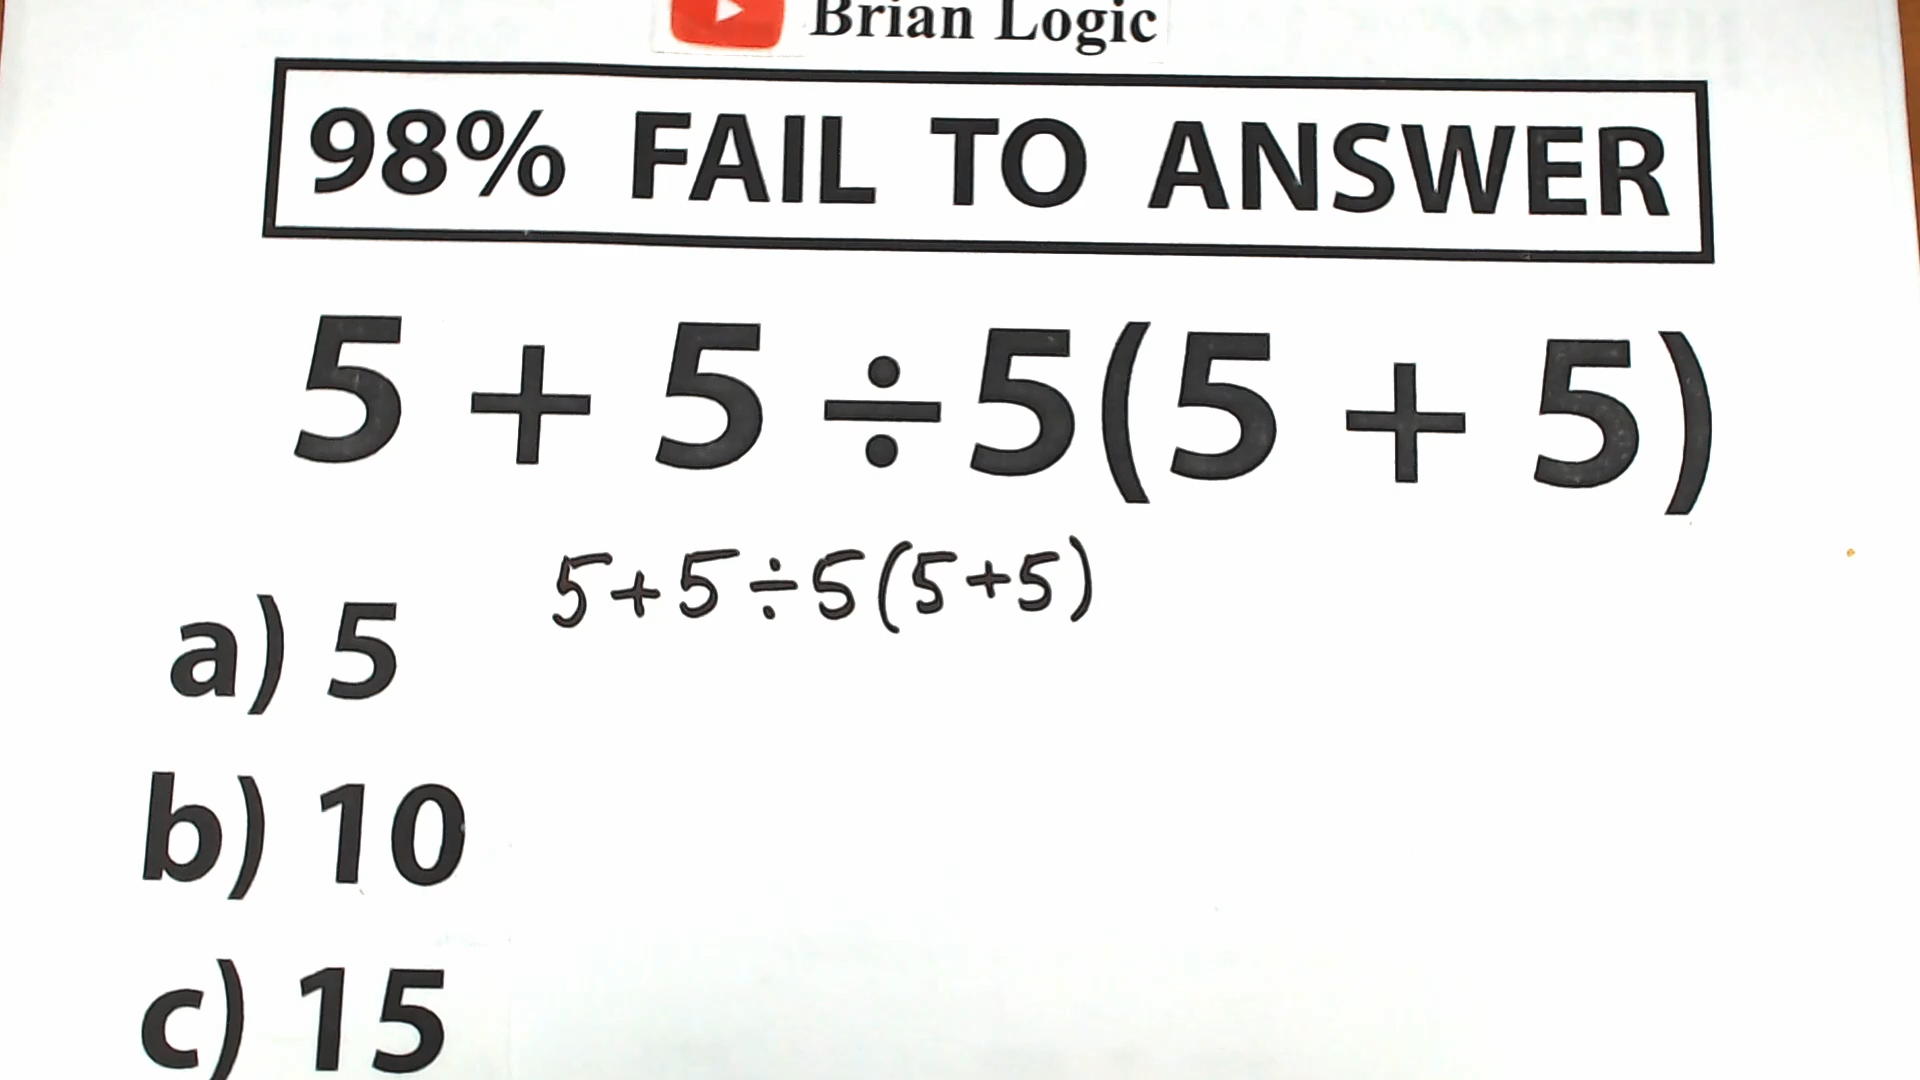 Brian Logic
98% FAIL TO ANSWER
5 + 5 ÷ 5(5 + 5)
5+5÷5(5+5)
a) 5
b) 10
c) 15